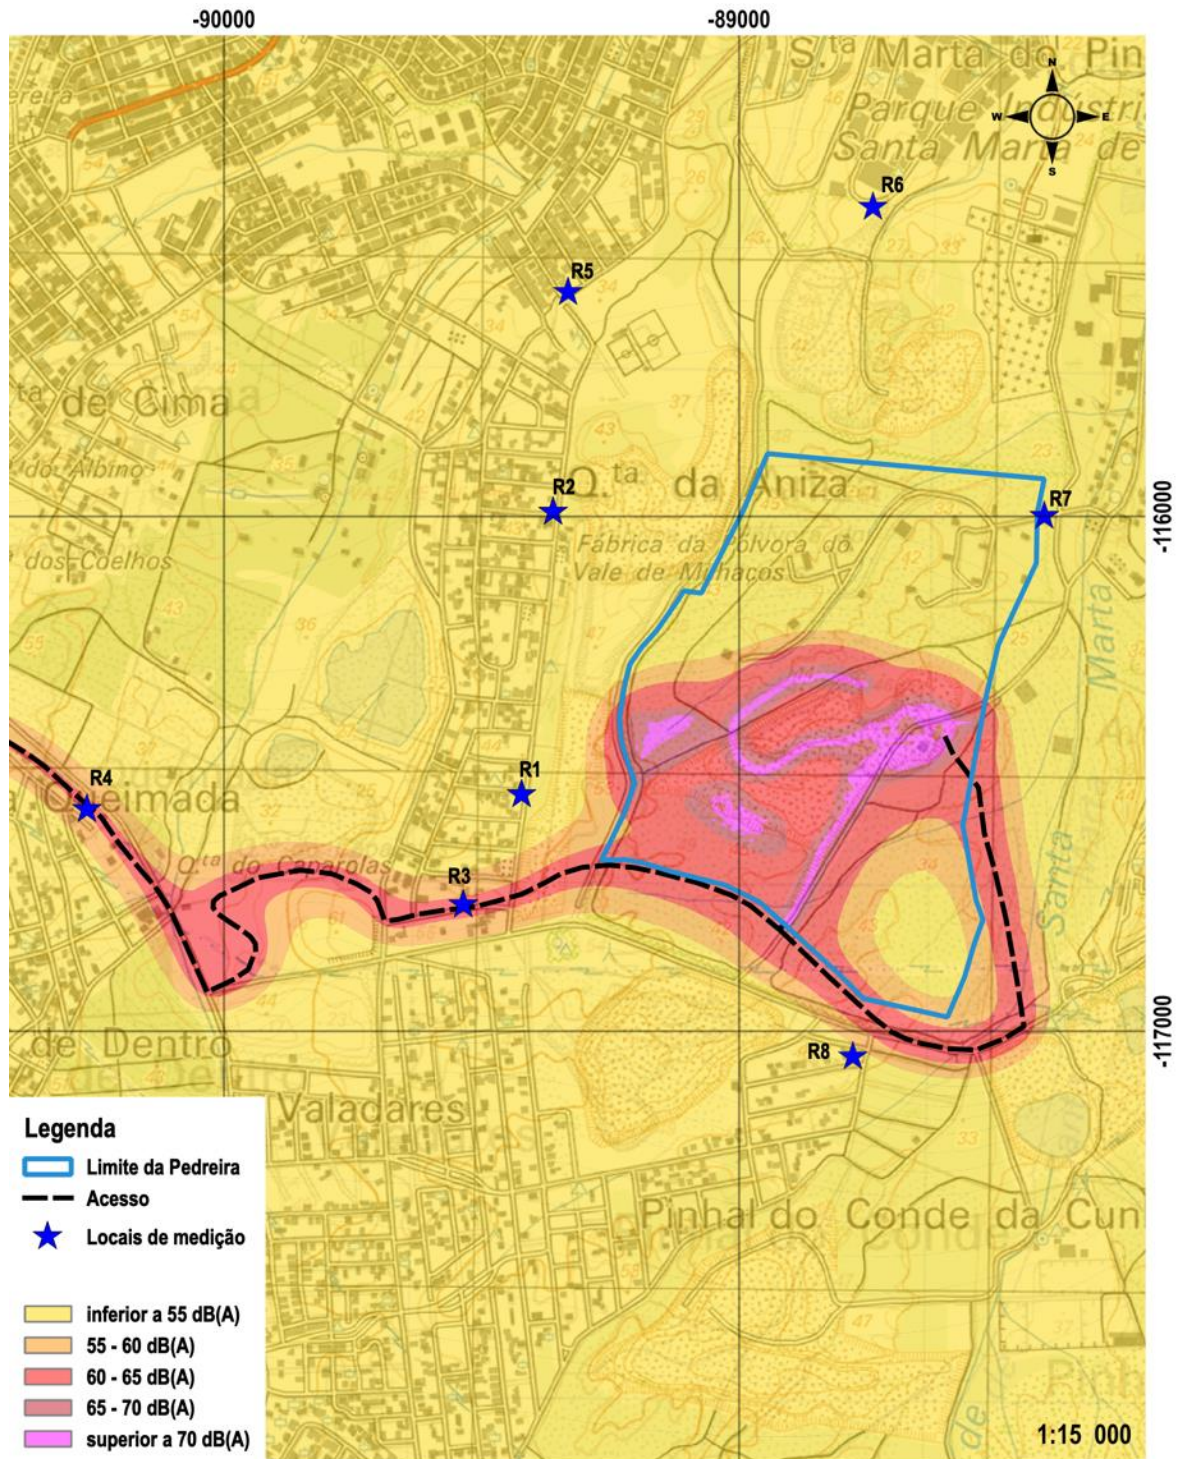 -90000
-89000
S.ta Marta do Pin
N
W
E
S
Parque Indústri
Santa Marta de
ereira
R6
R5
ta de Cima
do Albino
R2
Q.ta da Aniza
R7
-116000
dos Coelhos
Fábrica da Pólvora do
Vale de Milhaços
Marta
R4
R1
Queimada
Q.ta do Caparolas
R3
Santa
de Dentro
R8
-117000
Valadares
Legenda
Limite da Pedreira
Acesso
Locais de medição
Pinhal do Conde da Cun
inferior a 55 dB(A)
55 - 60 dB(A)
60 - 65 dB(A)
65 - 70 dB(A)
superior a 70 dB(A)
de
1:15 000